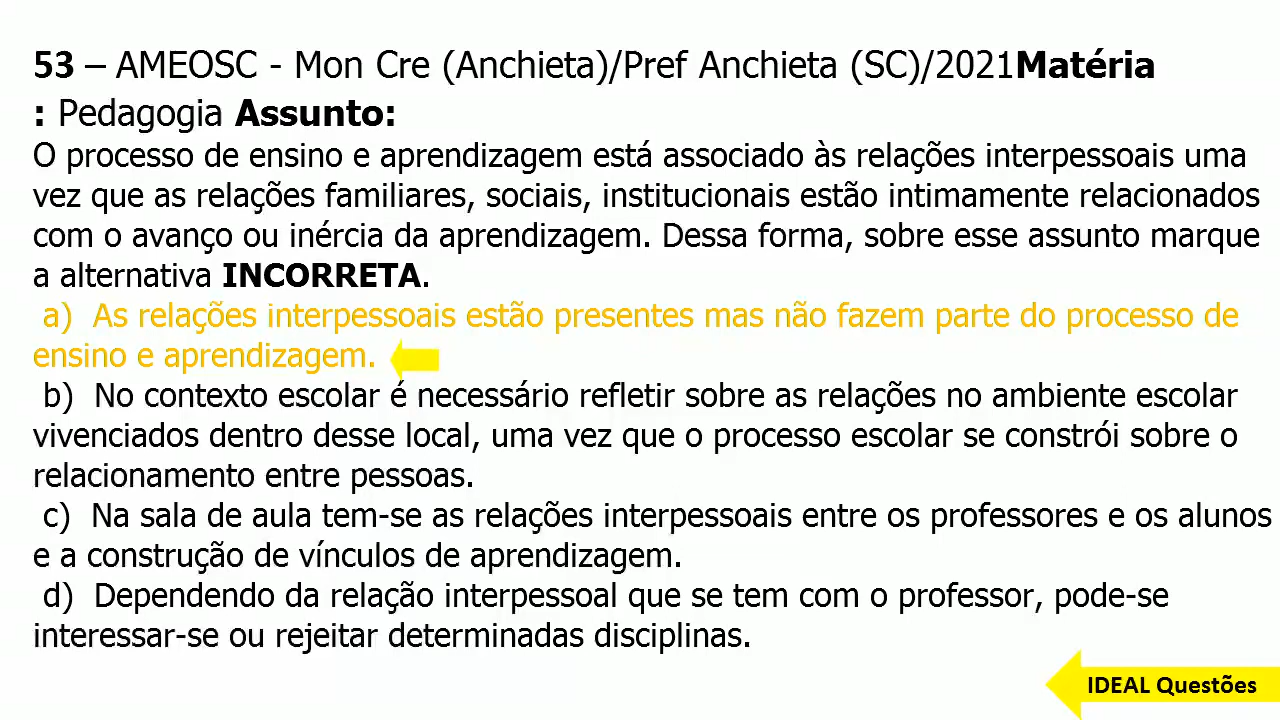 53 – AMEOSC - Mon Cre (Anchieta)/Pref Anchieta (SC)/2021Matéria
: Pedagogia Assunto:
O processo de ensino e aprendizagem está associado às relações interpessoais uma
vez que as relações familiares, sociais, institucionais estão intimamente relacionados
com o avanço ou inércia da aprendizagem. Dessa forma, sobre esse assunto marque
a alternativa INCORRETA.
a) As relações interpessoais estão presentes mas não fazem parte do processo de
ensino e aprendizagem.
b) No contexto escolar é necessário refletir sobre as relações no ambiente escolar
vivenciados dentro desse local, uma vez que o processo escolar se constrói sobre o
relacionamento entre pessoas.
c) Na sala de aula tem-se as relações interpessoais entre os professores e os alunos
e a construção de vínculos de aprendizagem.
d) Dependendo da relação interpessoal que se tem com o professor, pode-se
interessar-se ou rejeitar determinadas disciplinas.
IDEAL Questões